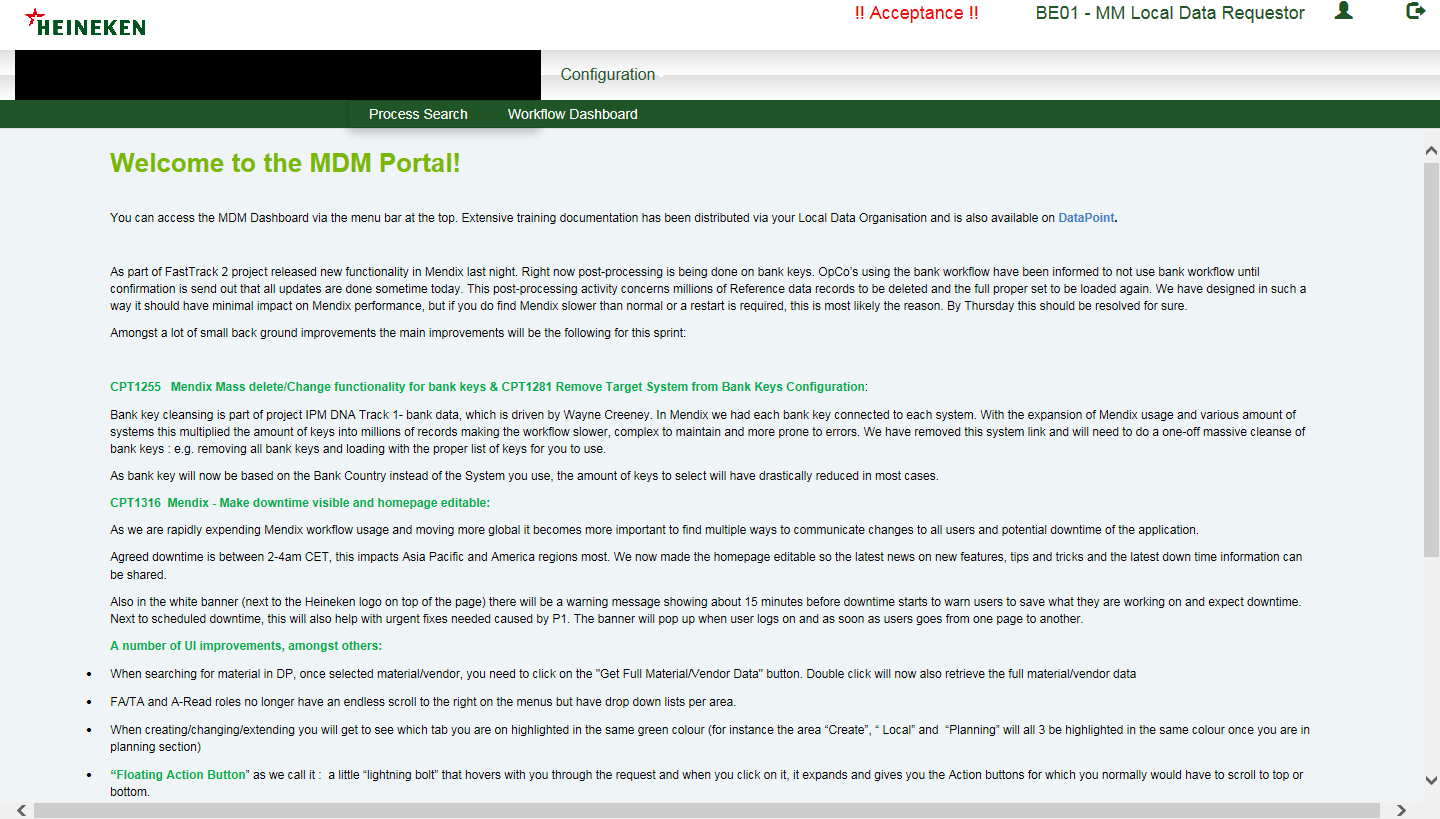 HEINEKEN
!! Acceptance !!
BE01 - MM Local Data Requestor
Configuration
Process Search
Workflow Dashboard
Welcome to the MDM Portal!
You can access the MDM Dashboard via the menu bar at the top. Extensive training documentation has been distributed via your Local Data Organisation and is also available on DataPoint.
As part of FastTrack 2 project released new functionality in Mendix last night. Right now post-processing is being done on bank keys. OpCo's using the bank workflow have been informed to not use bank workflow until
confirmation is send out that all updates are done sometime today. This post-processing activity concerns millions of Reference data records to be deleted and the full proper set to be loaded again. We have designed in such a
way it should have minimal impact on Mendix performance, but if you do find Mendix slower than normal or a restart is required, this is most likely the reason. By Thursday this should be resolved for sure.
Amongst a lot of small back ground improvements the main improvements will be the following for this sprint:
CPT1255 Mendix Mass delete/Change functionality for bank keys & CPT1281 Remove Target System from Bank Keys Configuration:
Bank key cleansing is part of project IPM DNA Track 1- bank data, which is driven by Wayne Creeney. In Mendix we had each bank key connected to each system. With the expansion of Mendix usage and various amount of
systems this multiplied the amount of keys into millions of records making the workflow slower, complex to maintain and more prone to errors. We have removed this system link and will need to do a one-off massive cleanse of
bank keys : e.g. removing all bank keys and loading with the proper list of keys for you to use.
As bank key will now be based on the Bank Country instead of the System you use, the amount of keys to select will have drastically reduced in most cases.
CPT1316 Mendix - Make downtime visible and homepage editable:
As we are rapidly expending Mendix workflow usage and moving more global it becomes more important to find multiple ways to communicate changes to all users and potential downtime of the application.
Agreed downtime is between 2-4am CET, this impacts Asia Pacific and America regions most. We now made the homepage editable so the latest news on new features, tips and tricks and the latest down time information can
be shared.
Also in the white banner (next to the Heineken logo on top of the page) there will be a warning message showing about 15 minutes before downtime starts to warn users to save what they are working on and expect downtime.
Next to scheduled downtime, this will also help with urgent fixes needed caused by P1. The banner will pop up when user logs on and as soon as users goes from one page to another.
A number of UI improvements, amongst others:
• When searching for material in DP, once selected material/vendor, you need to click on the "Get Full Material/Vendor Data" button. Double click will now also retrieve the full material/vendor data
• FA/TA and A-Read roles no longer have an endless scroll to the right on the menus but have drop down lists per area.
• When creating/changing/extending you will get to see which tab you are on highlighted in the same green colour (for instance the area “Create”, “ Local” and “Planning” will all 3 be highlighted in the same colour once you are in
planning section)
• “Floating Action Button” as we call it : a little “lightning bolt” that hovers with you through the request and when you click on it, it expands and gives you the Action buttons for which you normally would have to scroll to top or
bottom.